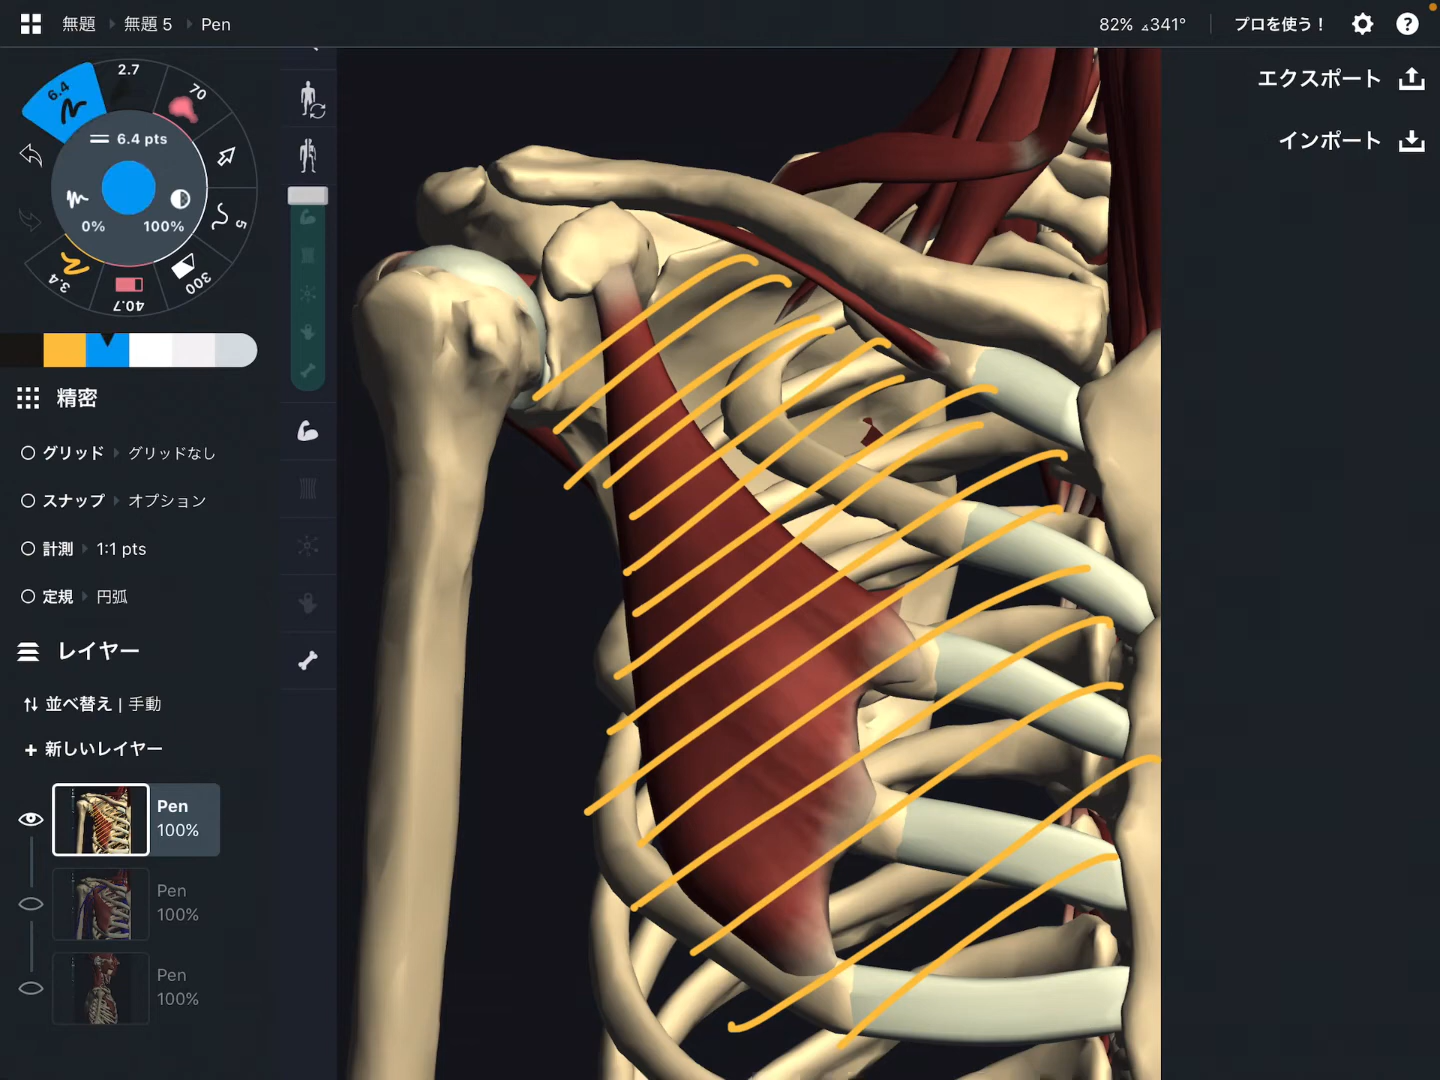 無題 無題 5 Pen
82% ⊿341° プロを使う！
エクスポート
インポート
2.7
6.4
70
6.4 pts
0% 100%
5
3.4
40.7
300
精密
グリッド グリッドなし
スナップ オプション
計測 1:1 pts
定規 円弧
レイヤー
並べ替え | 手動
+ 新しいレイヤー
Pen
100%
Pen
100%
Pen
100%